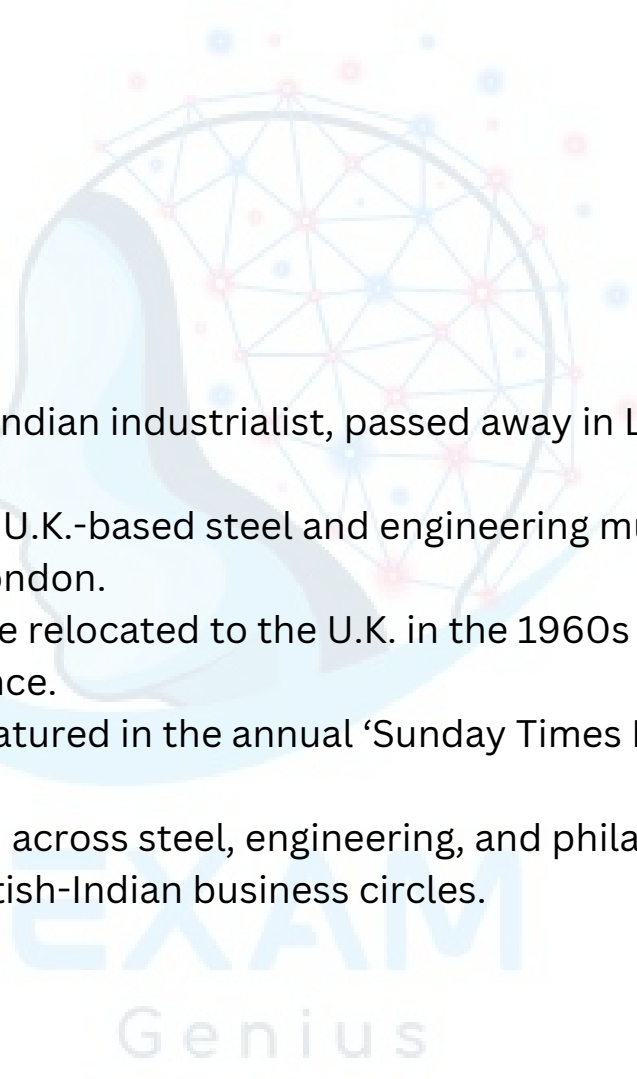 ndian industrialist, passed away in L
U.K.-based steel and engineering mu
ondon.
e relocated to the U.K. in the 1960s
nce.
atured in the annual ‘Sunday Times
across steel, engineering, and phila
tish-Indian business circles.
EXAM
Genius